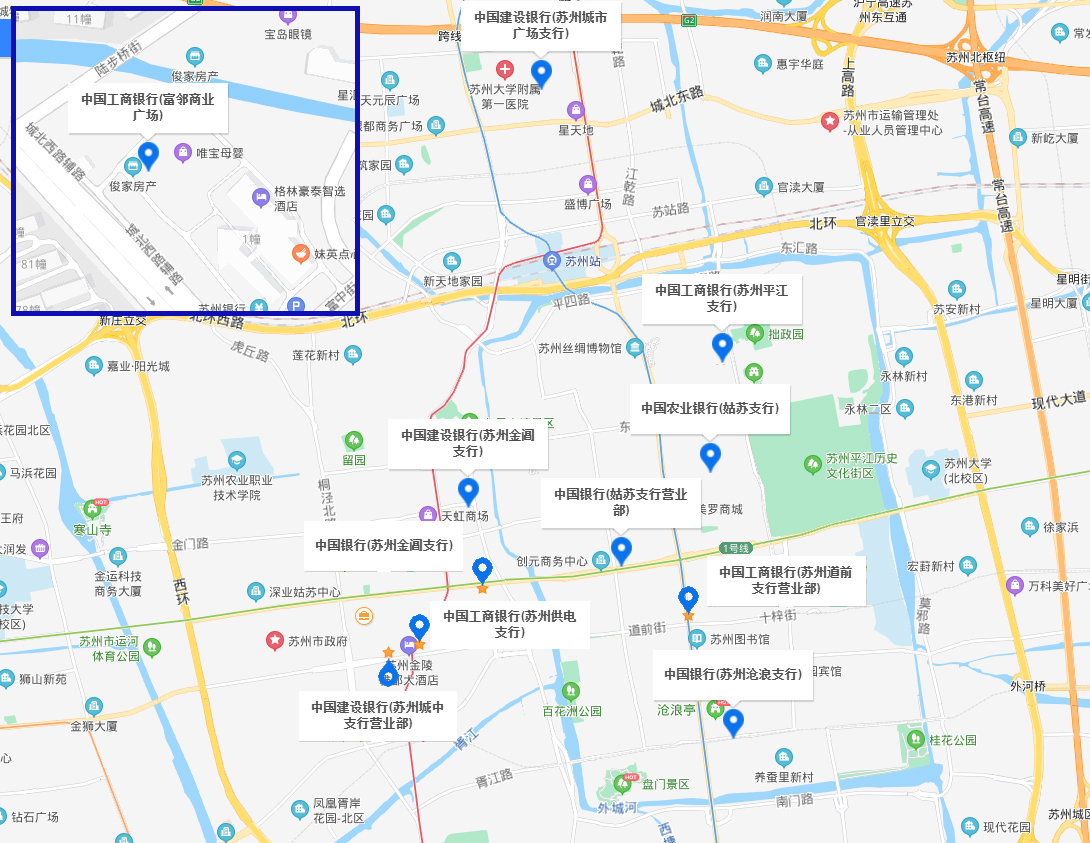 11幢
宝岛眼镜
陆步桥街
俊家房产
中国工商银行(富邻商业
广场)
城北西路辅路
唯宝母婴
俊家房产
格林豪泰智选
酒店
城北西路辅路
1幢
妹英点心
81幢
78幢
苏州银行
富中街
中国建设银行(苏州城市
广场支行)
G2
润南大厦
沪宁高速苏
州东互通
跨线
惠宇华庭
上高路
苏州北枢纽
苏州大学附属
第一医院
天元辰广场
城北东路
常台高速
星天地
都商务广场
苏州市运输管理处
-从业人员管理中心
新屹大厦
筑家园
江乾路
官渎大厦
常台高速
盛博广场
苏站路
北环
官渎里立交
东汇路
苏州站
新天地家园
星明街
中国工商银行(苏州平江
支行)
苏安新村
星明大厦
平四路
新庄立交
北环西路
北环
虎丘路
莲花新村
苏州丝绸博物馆
拙政园
嘉业·阳光城
永林新村
东港新村
现代大道
中国农业银行(姑苏支行)
永林二区
花园北区
中国建设银行(苏州金阊
支行)
留园
苏州平江历史
文化街区
马浜花园
苏州农业职业
技术学院
苏州大学
(北校区)
桐泾北路
中国银行(姑苏支行营业
部)
HOT
寒山寺
王府
天虹商场
美罗商城
徐家浜
金门路
中国银行(苏州金阊支行)
1号线
大润发
金运科技
商务大厦
创元商务中心
宏葑新村
中国工商银行(苏州道前
支行营业部)
西环
深业姑苏中心
万科美好广
技大学
校区)
中国工商银行(苏州供电
支行)
莫邪路
十梓街
道前街
苏州市运河
体育公园
苏州市政府
苏州图书馆
苏州金陵
雅都大酒店
中国银行(苏州沧浪支行)
园宾馆
狮山新苑
外河桥
中国建设银行(苏州城中
支行营业部)
百花洲公园
沧浪亭
HOT
金狮大厦
胥江
桂花公园
胥江路
HOT
盘门景区
养蚕里新村
凤凰胥岸
花园-北区
外城河
南门路
钻石广场
西塘
现代花园
苏州城区